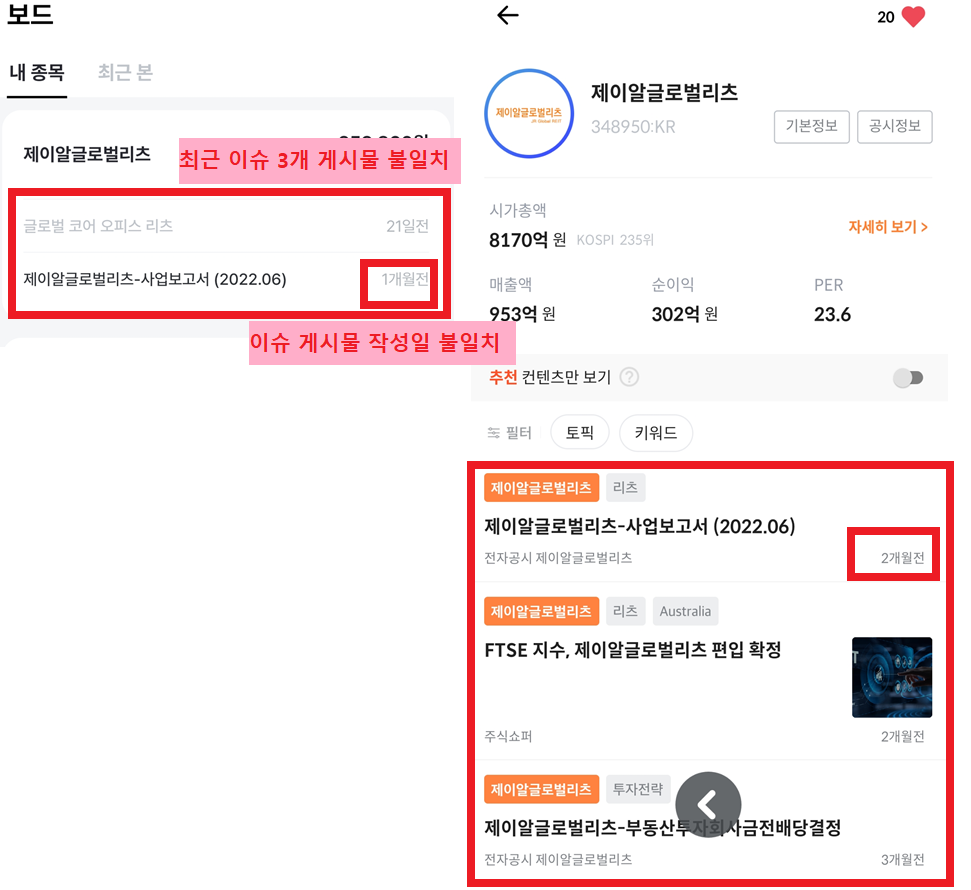 보드
내 종목 최근 본
제이알글로벌리츠
최근 이슈 3개 게시물 불일치
글로벌 코어 오피스 리츠 21일전
제이알글로벌리츠-사업보고서 (2022.06) 1개월전
이슈 게시물 작성일 불일치
20
제이알글로벌리츠
JR Global REIT
제이알글로벌리츠
348950:KR
기본정보 공시정보
시가총액
8170억 원 KOSPI 235위
자세히 보기 >
매출액 순이익 PER
953억 원 302억 원 23.6
추천 컨텐츠만 보기 ?
필터 토픽 키워드
제이알글로벌리츠 리츠
제이알글로벌리츠-사업보고서 (2022.06)
전자공시 제이알글로벌리츠 2개월전
제이알글로벌리츠 리츠 Australia
FTSE 지수, 제이알글로벌리츠 편입 확정
주식쇼퍼 2개월전
제이알글로벌리츠 투자전략
제이알글로벌리츠-부동산투자회사금전배당결정
전자공시 제이알글로벌리츠 3개월전